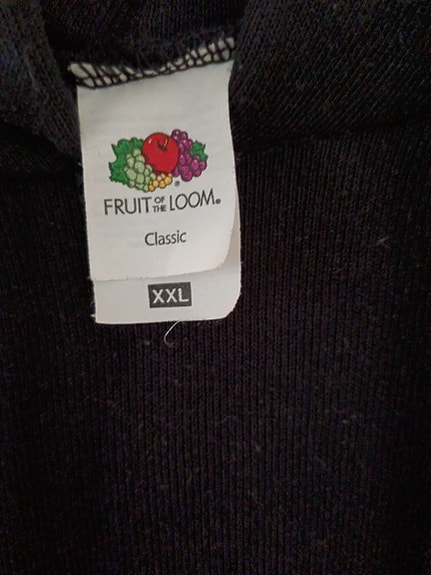 FRUIT OF THE LOOM®
Classic
XXL